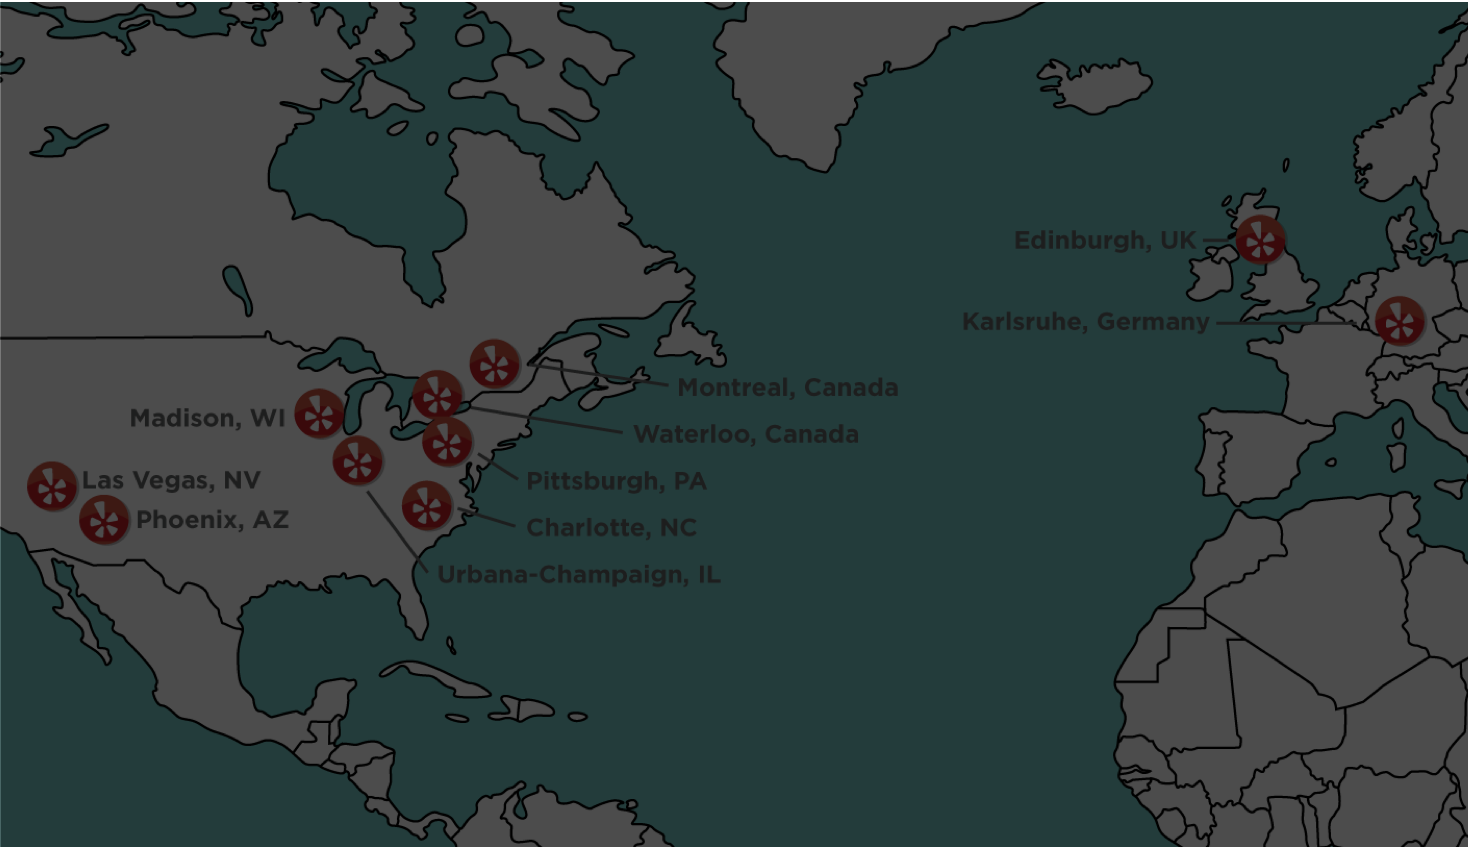 Edinburgh, UK
Karlsruhe, Germany
Montreal, Canada
Madison, WI
Waterloo, Canada
Las Vegas, NV
Pittsburgh, PA
Phoenix, AZ
Charlotte, NC
Urbana-Champaign, IL